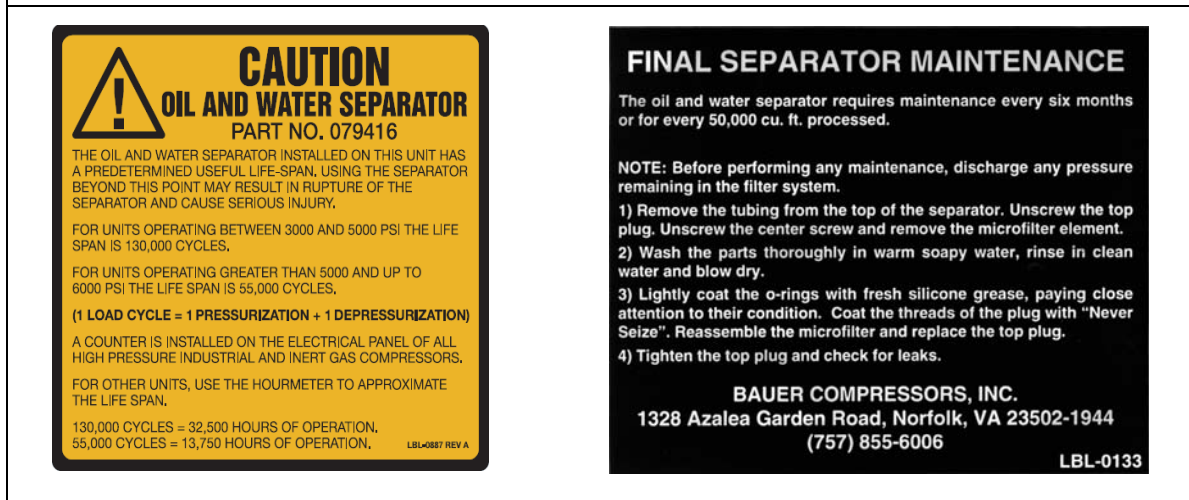 CAUTION
OIL AND WATER SEPARATOR
PART NO. 079416
THE OIL AND WATER SEPARATOR INSTALLED ON THIS UNIT HAS
A PREDETERMINED USEFUL LIFE-SPAN. USING THE SEPARATOR
BEYOND THIS POINT MAY RESULT IN RUPTURE OF THE
SEPARATOR AND CAUSE SERIOUS INJURY.
FOR UNITS OPERATING BETWEEN 3000 AND 5000 PSI THE LIFE
SPAN IS 130,000 CYCLES.
FOR UNITS OPERATING GREATER THAN 5000 AND UP TO
6000 PSI THE LIFE SPAN IS 55,000 CYCLES.
(1 LOAD CYCLE = 1 PRESSURIZATION + 1 DEPRESSURIZATION)
A COUNTER IS INSTALLED ON THE ELECTRICAL PANEL OF ALL
HIGH PRESSURE INDUSTRIAL AND INERT GAS COMPRESSORS.
FOR OTHER UNITS, USE THE HOURMETER TO APPROXIMATE
THE LIFE SPAN.
130,000 CYCLES = 32,500 HOURS OF OPERATION.
55,000 CYCLES = 13,750 HOURS OF OPERATION.
LBL-0887 REV A
FINAL SEPARATOR MAINTENANCE
The oil and water separator requires maintenance every six months
or for every 50,000 cu. ft. processed.
NOTE: Before performing any maintenance, discharge any pressure
remaining in the filter system.
1) Remove the tubing from the top of the separator. Unscrew the top
plug. Unscrew the center screw and remove the microfilter element.
2) Wash the parts thoroughly in warm soapy water, rinse in clean
water and blow dry.
3) Lightly coat the o-rings with fresh silicone grease, paying close
attention to their condition. Coat the threads of the plug with “Never
Seize”. Reassemble the microfilter and replace the top plug.
4) Tighten the top plug and check for leaks.
BAUER COMPRESSORS, INC.
1328 Azalea Garden Road, Norfolk, VA 23502-1944
(757) 855-6006
LBL-0133